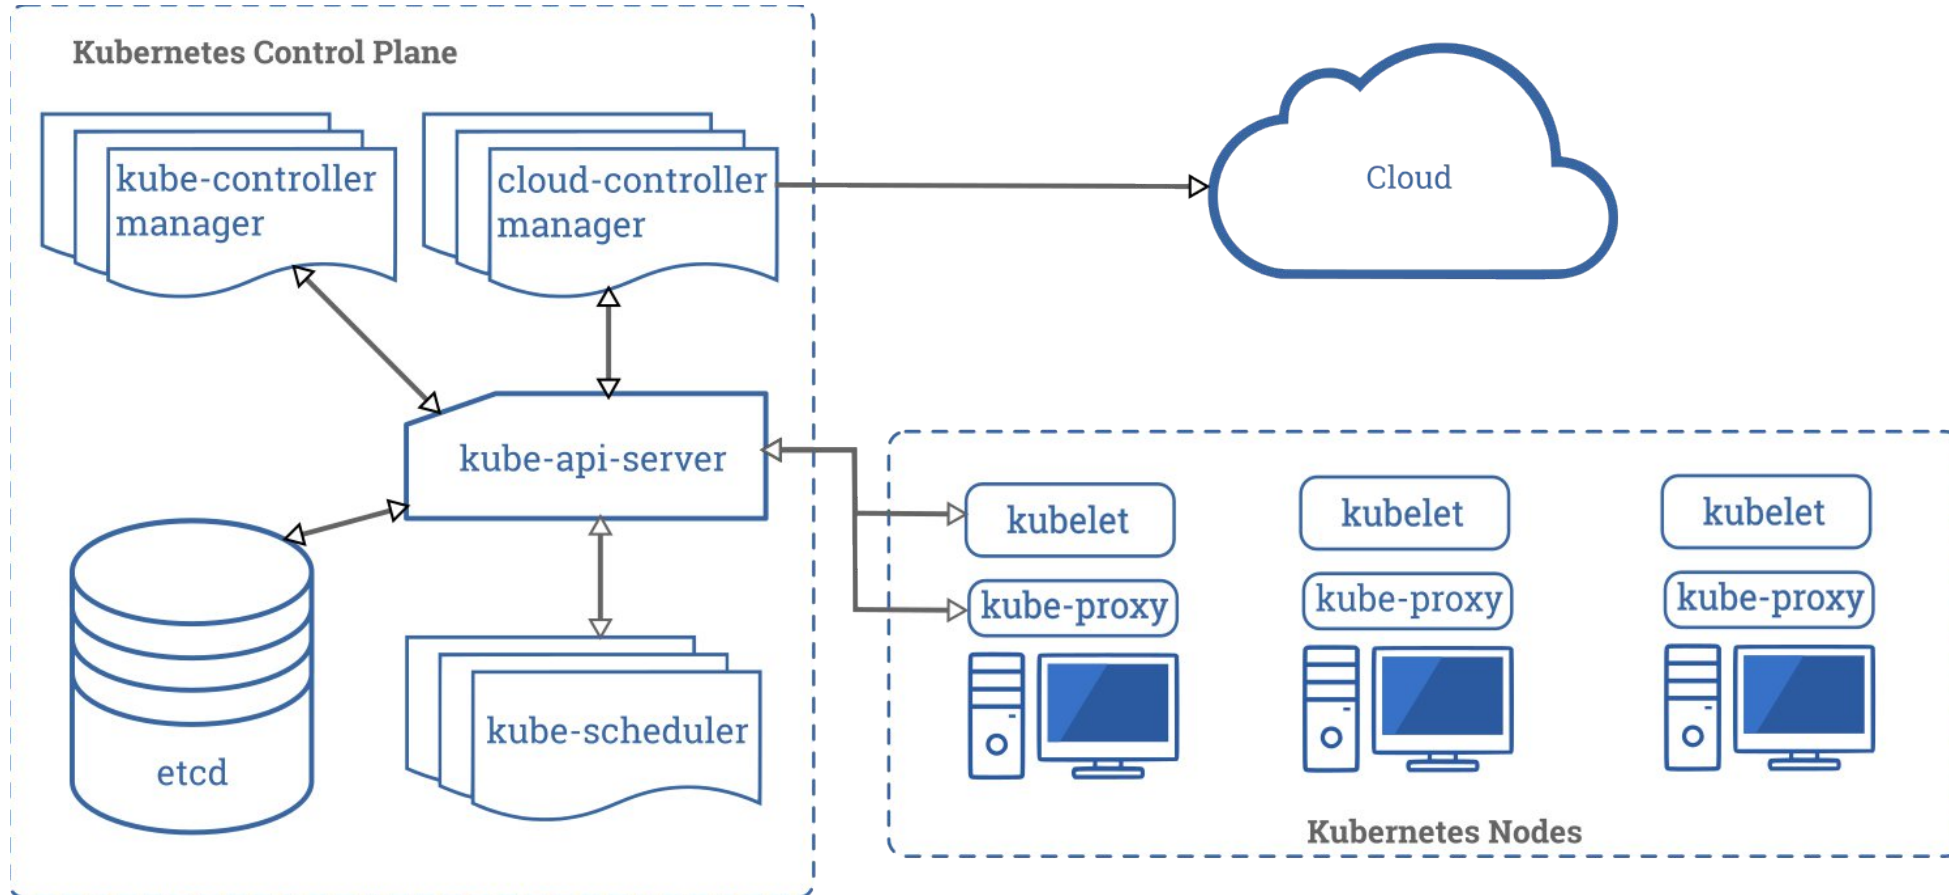 Kubernetes Control Plane
kube-controller
manager
cloud-controller
manager
Cloud
kube-api-server
kubelet
kubelet
kubelet
kube-proxy
kube-proxy
kube-proxy
etcd
kube-scheduler
Kubernetes Nodes